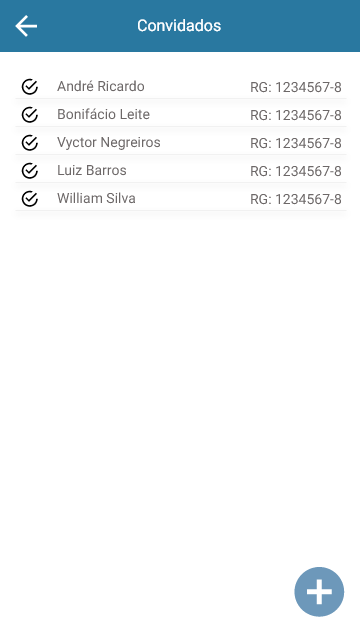 Convidados
André Ricardo RG: 1234567-8
Bonifácio Leite RG: 1234567-8
Vyctor Negreiros RG: 1234567-8
Luiz Barros RG: 1234567-8
William Silva RG: 1234567-8